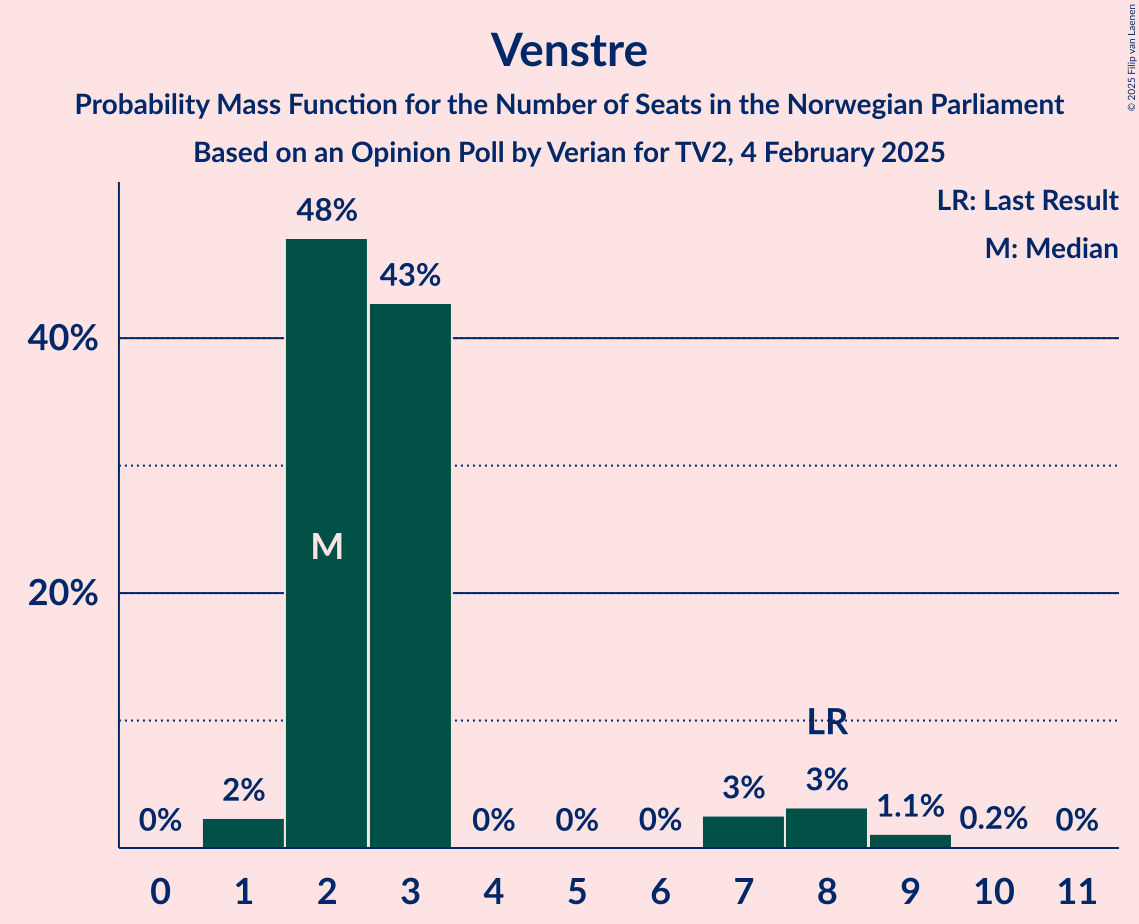 Venstre
Probability Mass Function for the Number of Seats in the Norwegian Parliament
Based on an Opinion Poll by Verian for TV2, 4 February 2025
© 2025 Filip van Laenen
LR: Last Result
M: Median
48%
43%
40%
M
20%
LR
0%
2%
0%
0%
0%
3%
3%
1.1%
0.2%
0%
0 1 2 3 4 5 6 7 8 9 10 11